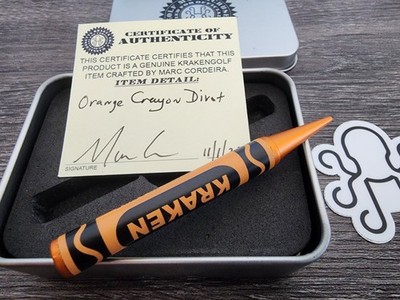 CERTIFICATE OF
AUTHENTICITY
THIS CERTIFICATE CERTIFIES THAT THIS
PRODUCT IS A GENUINE KRAKENGOLF
ITEM CRAFTED BY MARC CORDEIRA.
ITEM DETAIL:
Orange Crayon Divot
SIGNATURE
KRAKEN